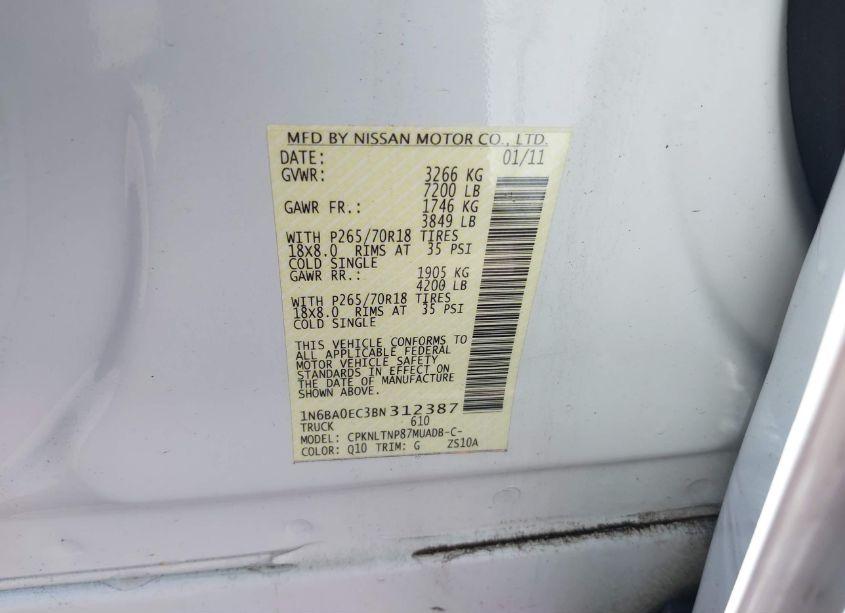 MFD BY NISSAN MOTOR CO., LTD.
DATE: 01/11
GVWR: 3266 KG
7200 LB
GAWR FR.: 1746 KG
3849 LB
WITH P265/70R18 TIRES
18X8.0 RIMS AT 35 PSI
COLD SINGLE
GAWR RR.: 1905 KG
4200 LB
WITH P265/70R18 TIRES
18X8.0 RIMS AT 35 PSI
COLD SINGLE
THIS VEHICLE CONFORMS TO
ALL APPLICABLE FEDERAL
MOTOR VEHICLE SAFETY
STANDARDS IN EFFECT ON
THE DATE OF MANUFACTURE
SHOWN ABOVE.
1N6BA0EC3BN312387
TRUCK 610
MODEL: CPKNLTNP87MUADB-C-
COLOR: Q10 TRIM: G ZS10A